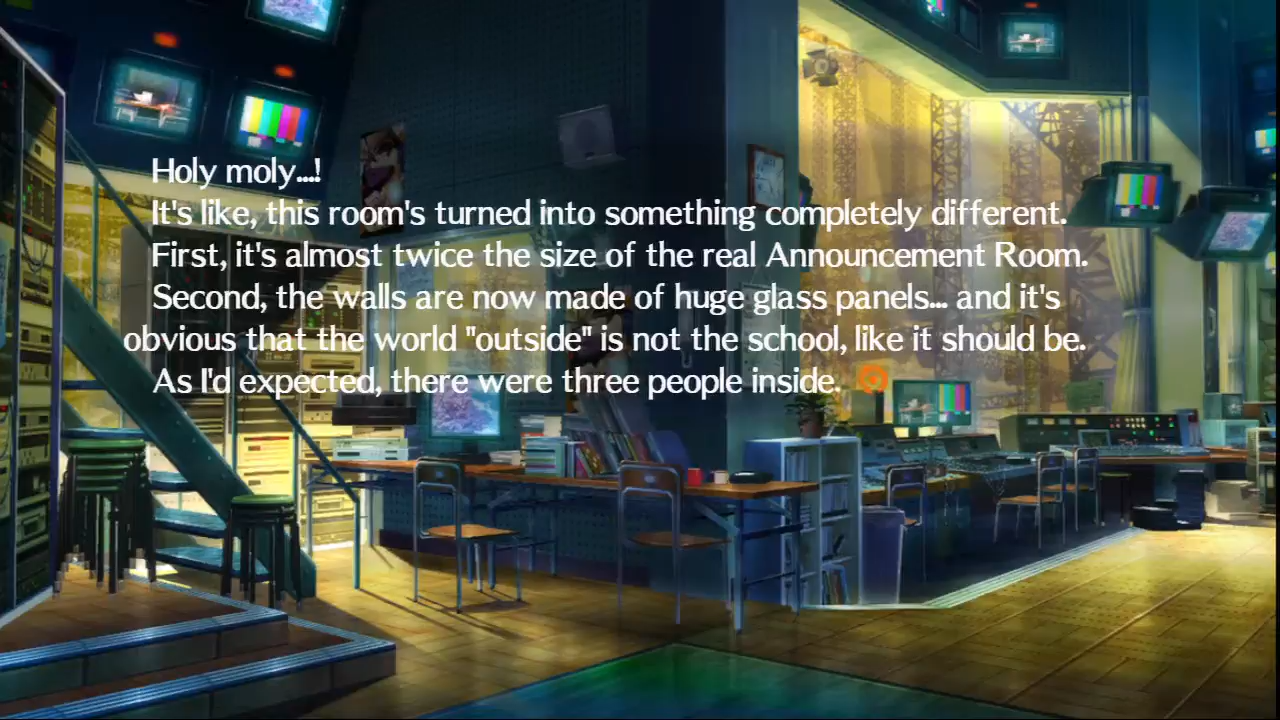 Holy moly...!
It's like, this room's turned into something completely different.
First, it's almost twice the size of the real Announcement Room.
Second, the walls are now made of huge glass panels... and it's
obvious that the world "outside" is not the school, like it should be.
As I'd expected, there were three people inside.